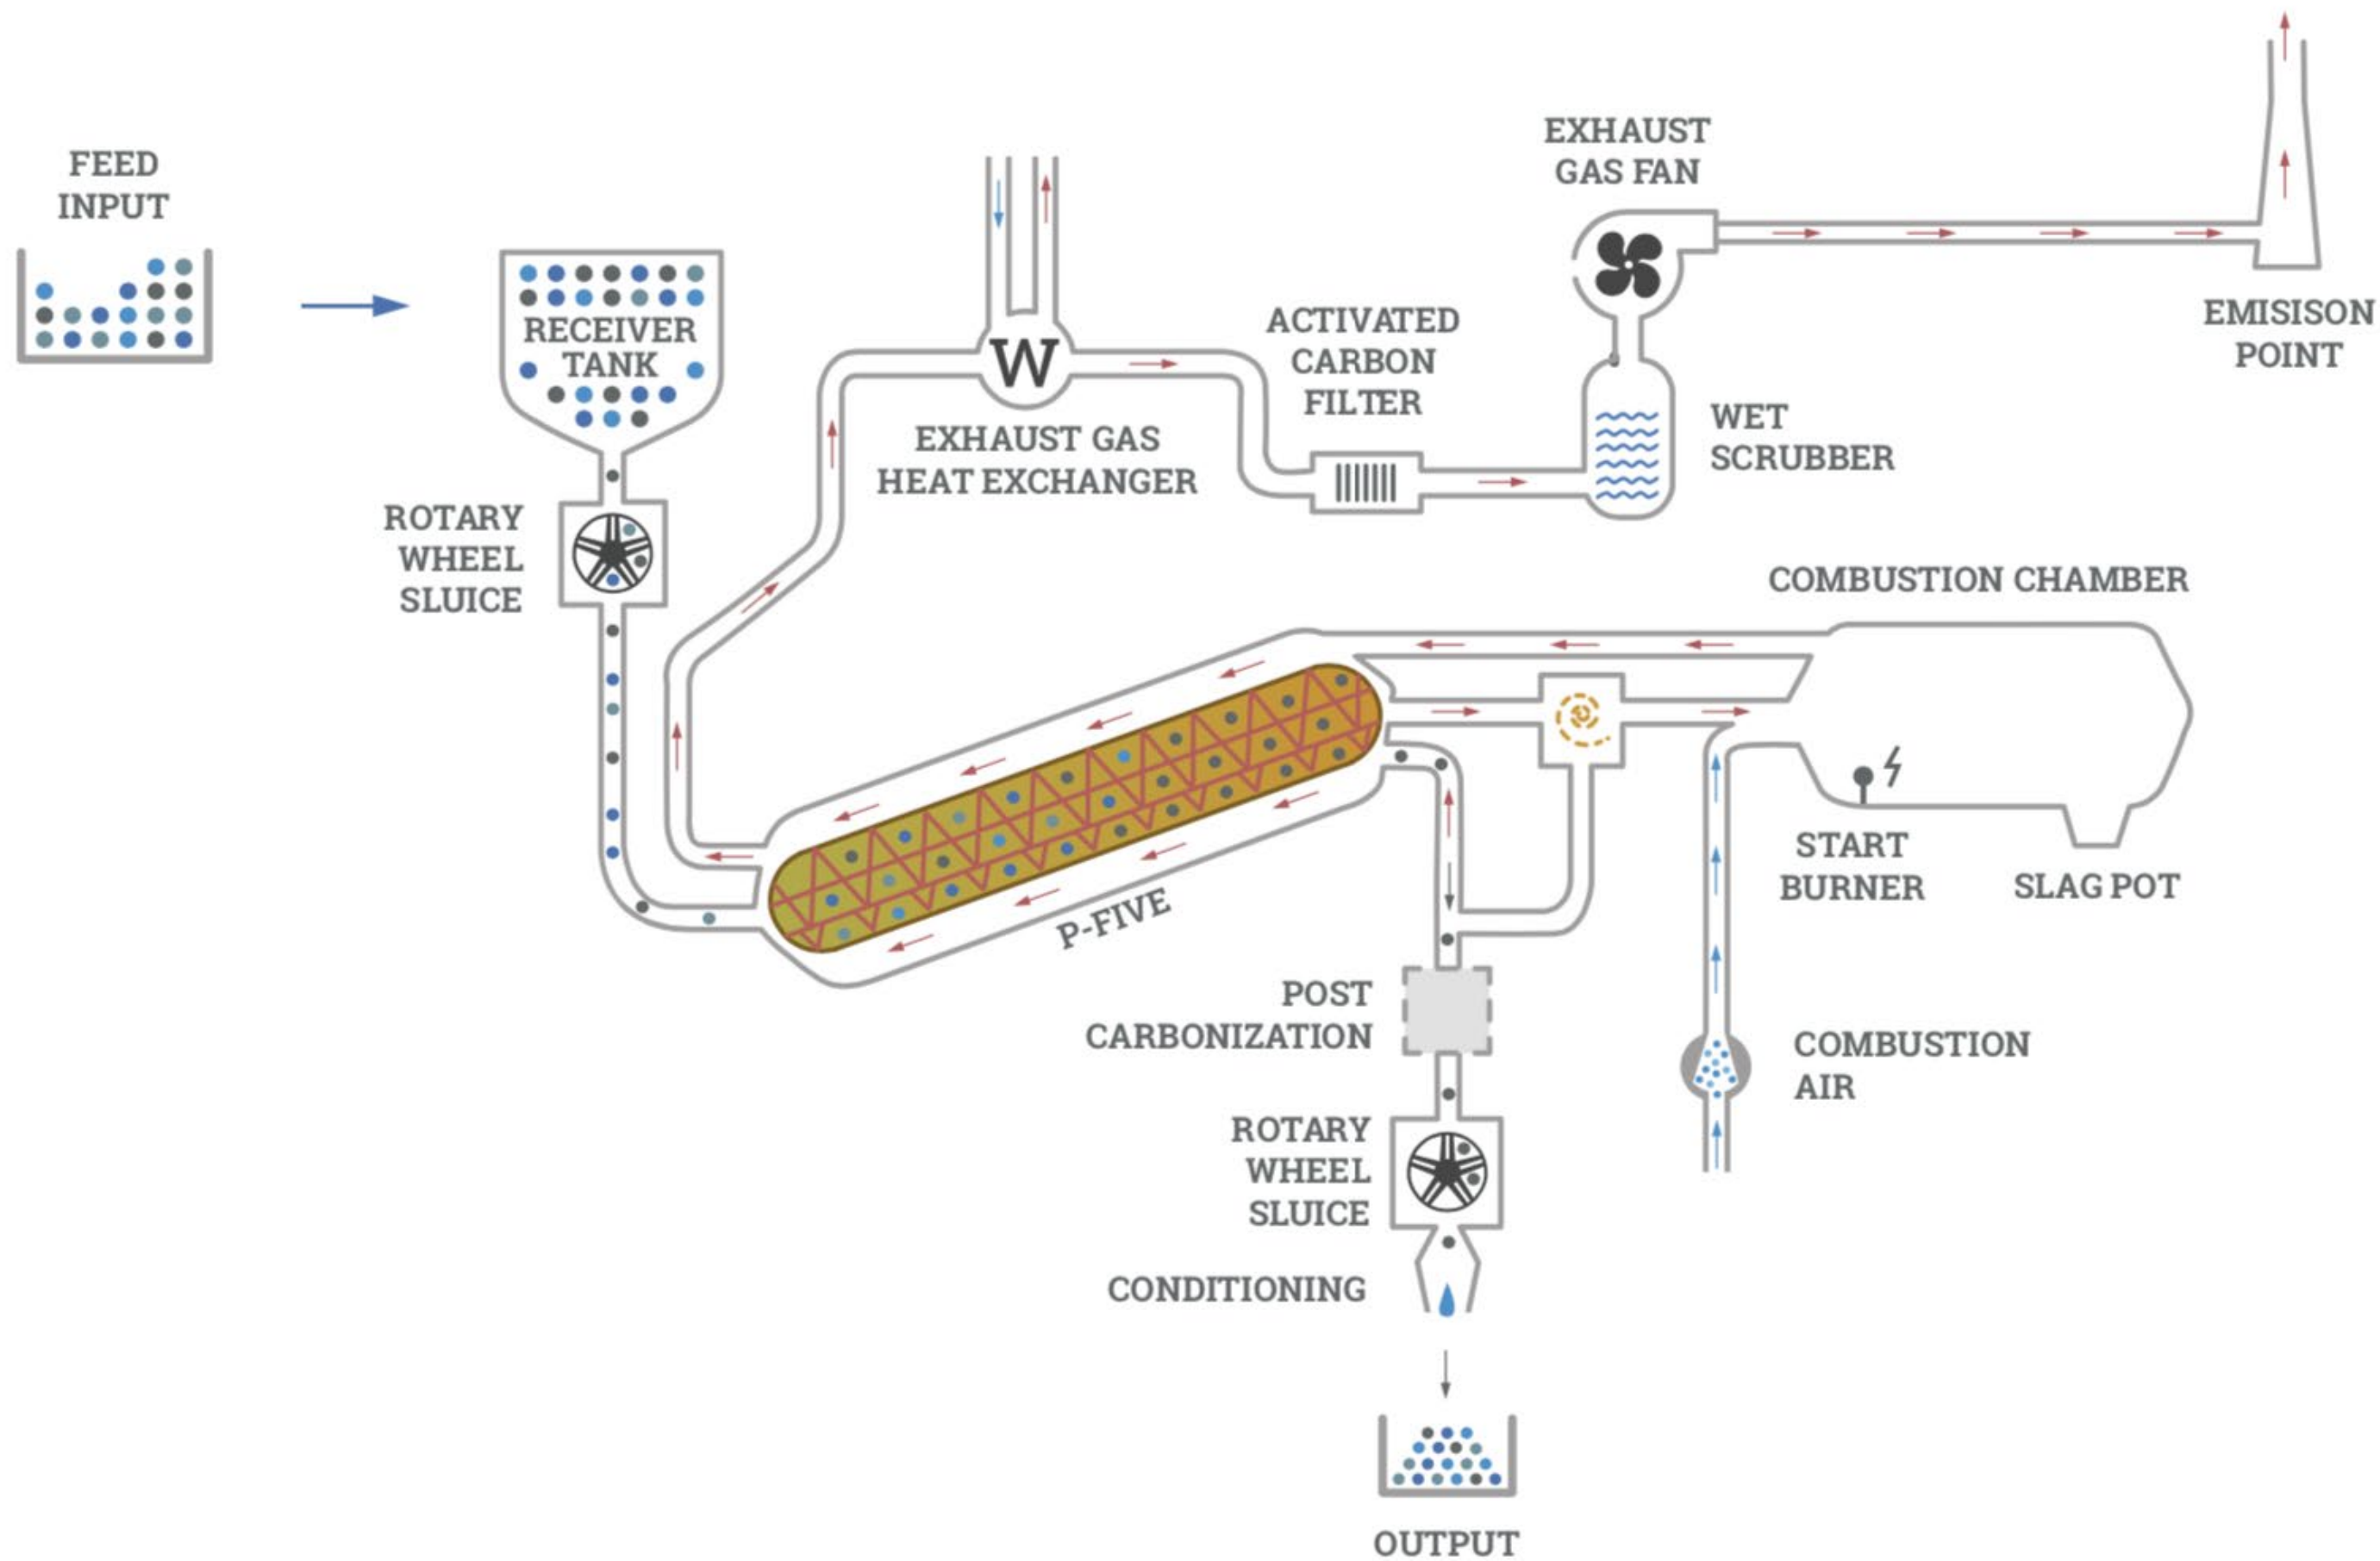 FEED
INPUT
RECEIVER
TANK
ROTARY
WHEEL
SLUICE
W
EXHAUST GAS
HEAT EXCHANGER
ACTIVATED
CARBON
FILTER
EXHAUST
GAS FAN
WET
SCRUBBER
EMISISON
POINT
COMBUSTION CHAMBER
START
BURNER
SLAG POT
P-FIVE
POST
CARBONIZATION
COMBUSTION
AIR
ROTARY
WHEEL
SLUICE
CONDITIONING
OUTPUT